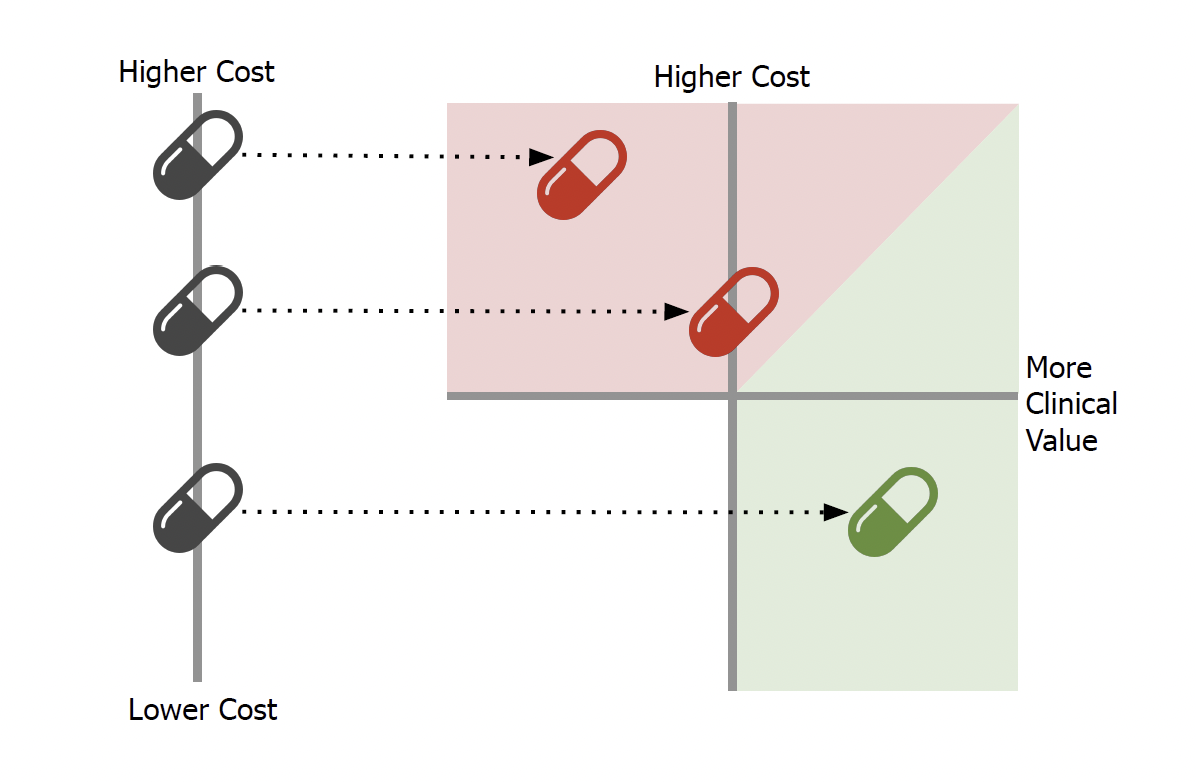 Higher Cost
Higher Cost
More
Clinical
Value
Lower Cost